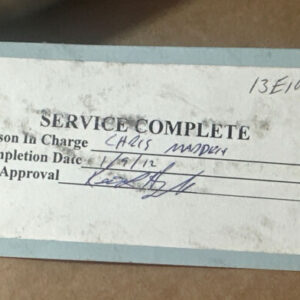 13E1
SERVICE COMPLETE
son In Charge CHRIS MADDEN
mpletion Date 1/9/12
Approval